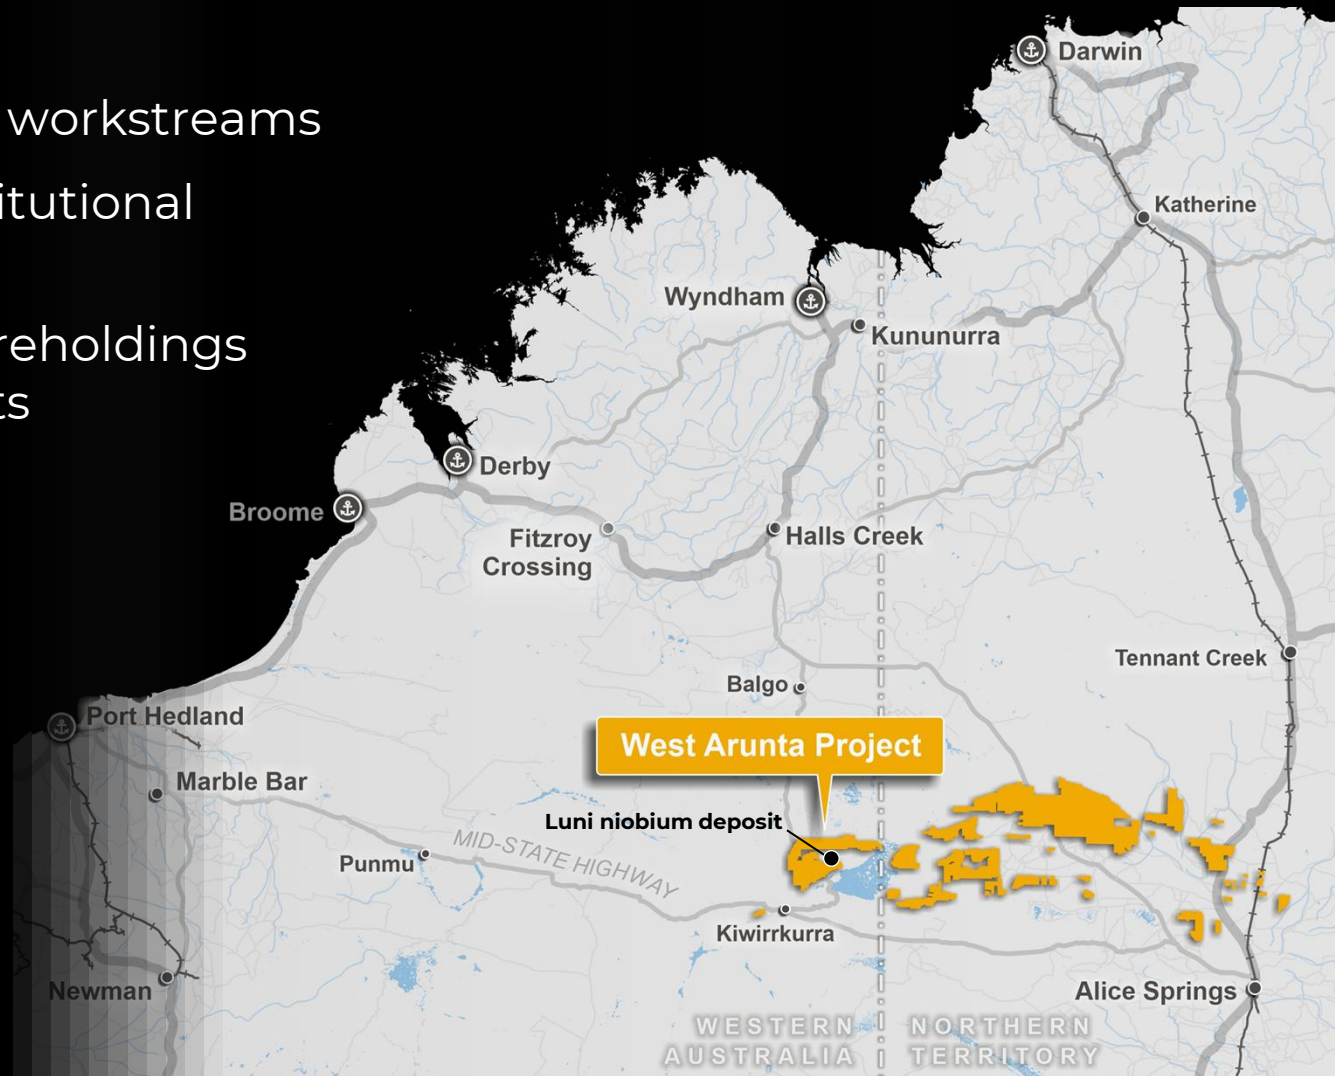 workstreams
itutional
reholdings
ts
Darwin
Katherine
Wyndham
Kununurra
Derby
Broome
Fitzroy
Crossing
Halls Creek
Tennant Creek
Balgo
Port Hedland
West Arunta Project
Marble Bar
Luni niobium deposit
MID-STATE HIGHWAY
Punmu
Kiwirrkurra
Newman
Alice Springs
WESTERN
AUSTRALIA
NORTHERN
TERRITORY